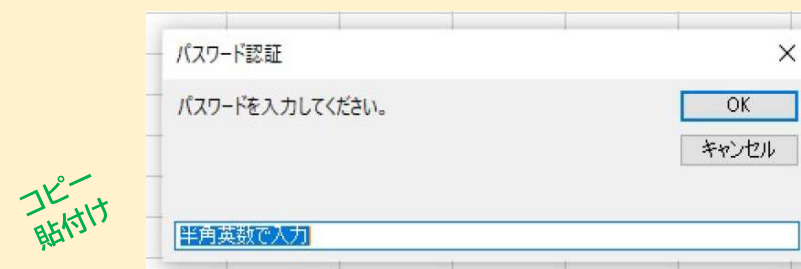 パスワード認証
パスワードを入力してください。
OK
キャンセル
コピー
貼付け
半角英数で入力